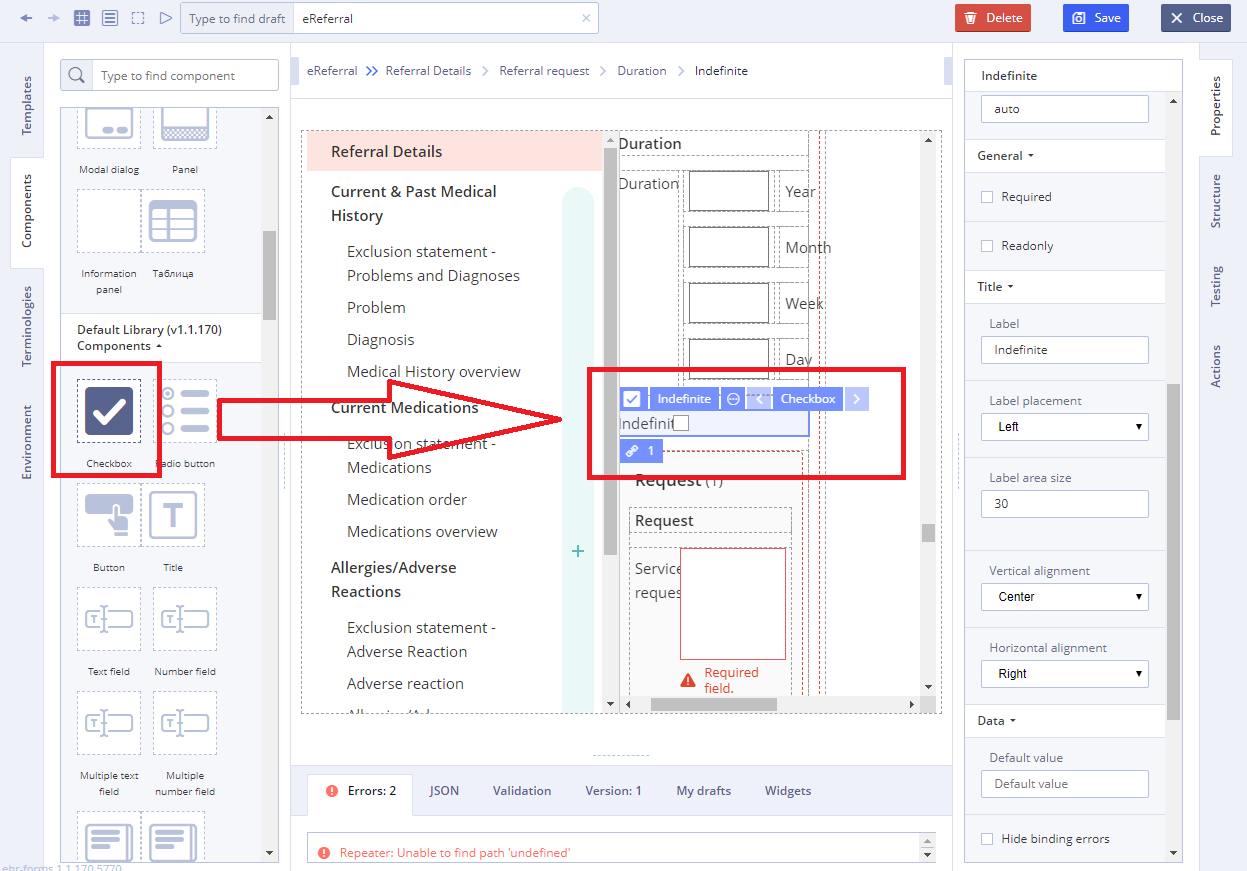 Type to find draft
eReferral
Delete
Save
Close
Templates
Components
Terminologies
Environment
Type to find component
Modal dialog
Panel
Information
panel
Таблица
Default Library (v1.1.170)
Components
Checkbox
Radio button
Button
Title
Text field
Number field
Multiple text
field
Multiple
number field
ehr-forms 1.1.170.5770
eReferral
Referral Details
Referral request
Duration
Indefinite
Referral Details
Current & Past Medical
History
Exclusion statement -
Problems and Diagnoses
Problem
Diagnosis
Medical History overview
Current Medications
Exclusion statement -
Medications
Medication order
Medications overview
Allergies/Adverse
Reactions
Exclusion statement -
Adverse Reaction
Adverse reaction
Duration
Duration
Year
Month
Week
Day
Indefinite
Checkbox
Indefinit
1
Request (1)
Request
Service
reques
Required
field.
Errors: 2
JSON
Validation
Version: 1
My drafts
Widgets
Repeater: Unable to find path 'undefined'
Indefinite
auto
General
Required
Readonly
Title
Label
Indefinite
Label placement
Left
Label area size
30
Vertical alignment
Center
Horizontal alignment
Right
Data
Default value
Default value
Hide binding errors
Properties
Structure
Testing
Actions